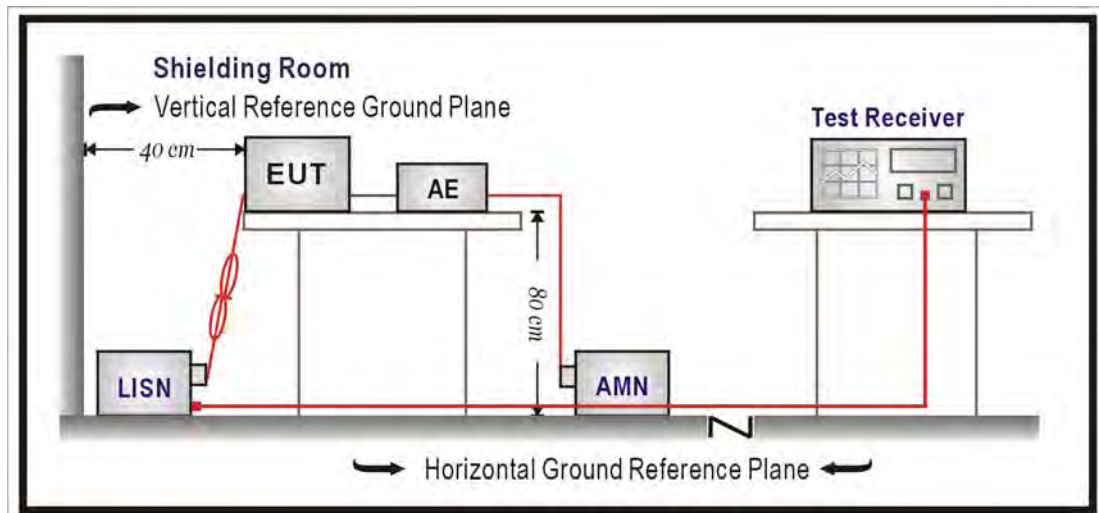 Shielding Room
Vertical Reference Ground Plane
Test Receiver
40 cm
EUT
AE
80 cm
LISN
AMN
Horizontal Ground Reference Plane